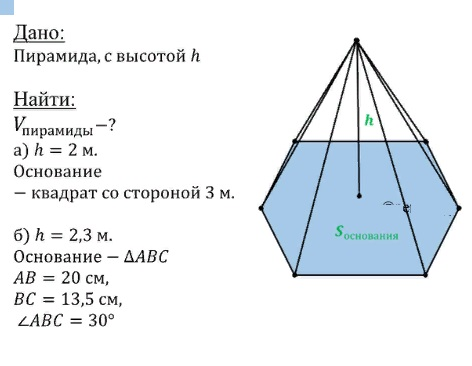 Дано:
Пирамида, с высотой h
Найти:
Vпирамиды−?
а) h = 2 м.
Основание
− квадрат со стороной 3 м.
б) h = 2,3 м.
Основание − ΔABC
AB = 20 см,
BC = 13,5 см,
∠ABC = 30°
h
Sоснования